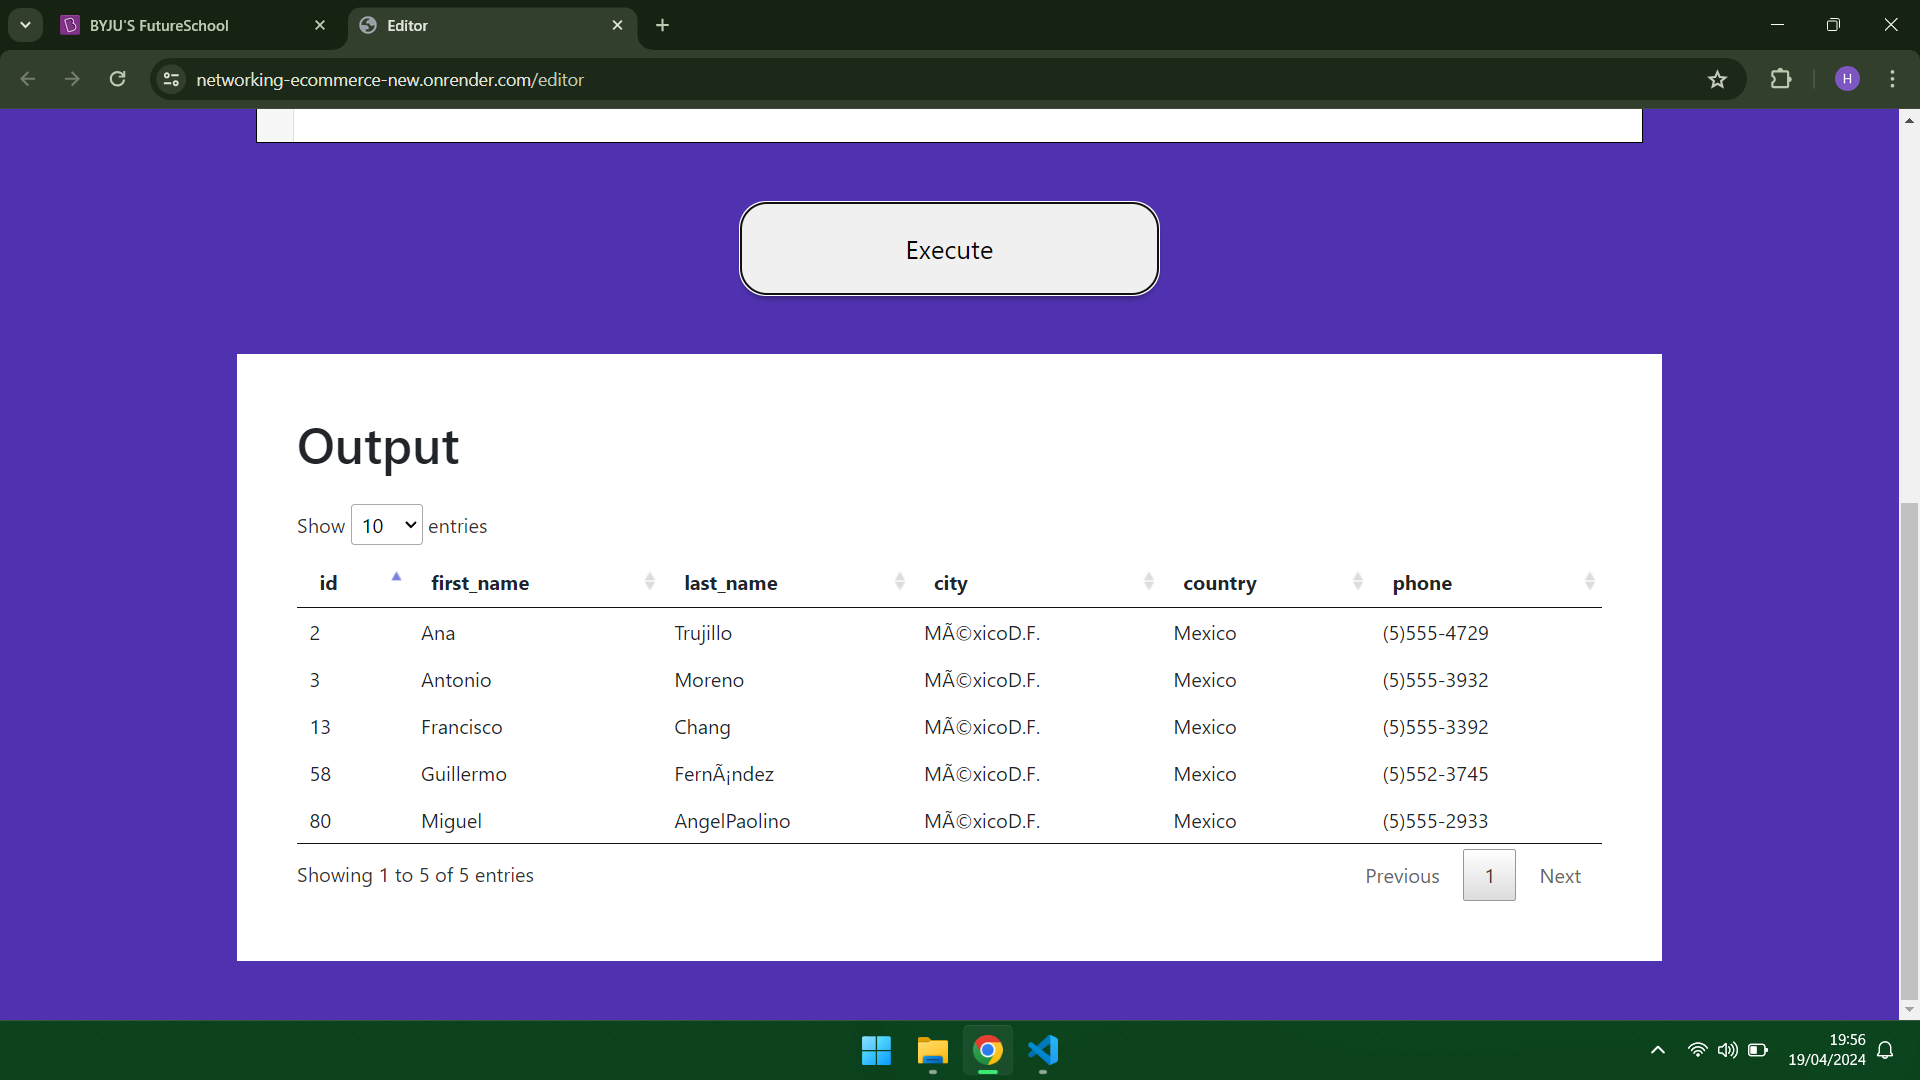 BYJU'S FutureSchool
Editor
networking-ecommerce-new.onrender.com/editor
H
Execute
Output
Show 10 entries
id first_name last_name city country phone
2 Ana Trujillo MÃ©xicoD.F. Mexico (5)555-4729
3 Antonio Moreno MÃ©xicoD.F. Mexico (5)555-3932
13 Francisco Chang MÃ©xicoD.F. Mexico (5)555-3392
58 Guillermo FernÃ¡ndez MÃ©xicoD.F. Mexico (5)552-3745
80 Miguel AngelPaolino MÃ©xicoD.F. Mexico (5)555-2933
Showing 1 to 5 of 5 entries
Previous 1 Next
19:56
19/04/2024